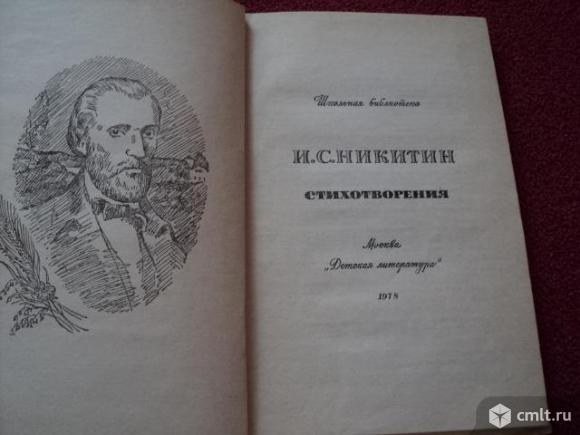 Школьная библиотека
И.С.НИКИТИН
СТИХОТВОРЕНИЯ
Москва
„Детская литература"
1978
cmlt.ru